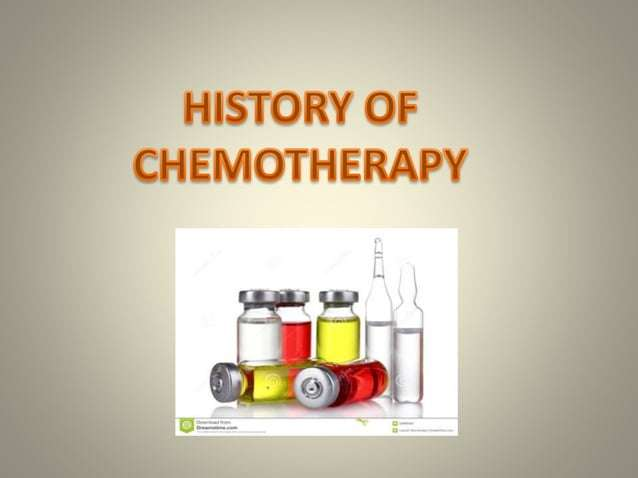 HISTORY OF
CHEMOTHERAPY
Download from
Dreamstime.com